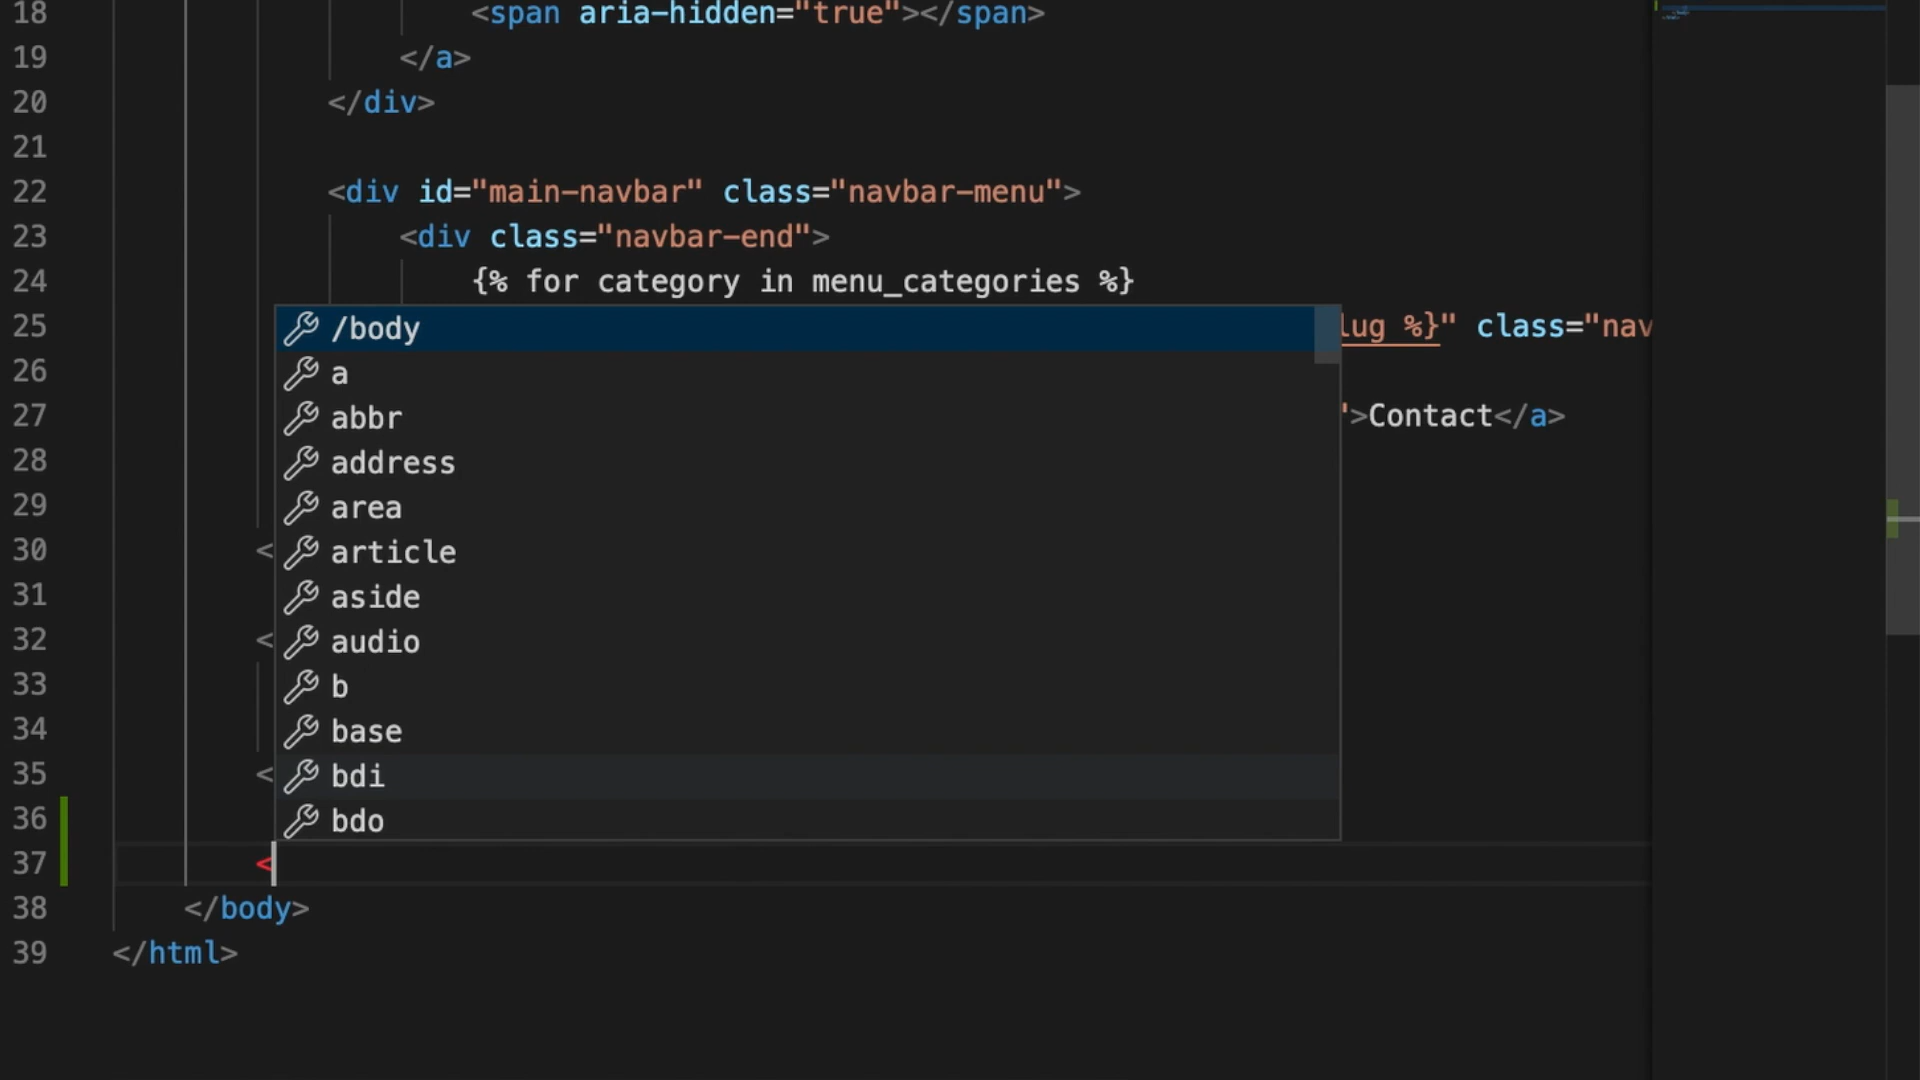 18 <span aria-hidden="true"></span>
19 </a>
20 </div>
21
22 <div id="main-navbar" class="navbar-menu">
23 <div class="navbar-end">
24 {% for category in menu_categories %}
/body
25 lug %}" class="nav
a
26
abbr
27 ">Contact</a>
address
28
area
29
article
30 <
aside
31
audio
32 <
b
33
base
34
bdi
35 <
bdo
36
37 <
38 </body>
39 </html>